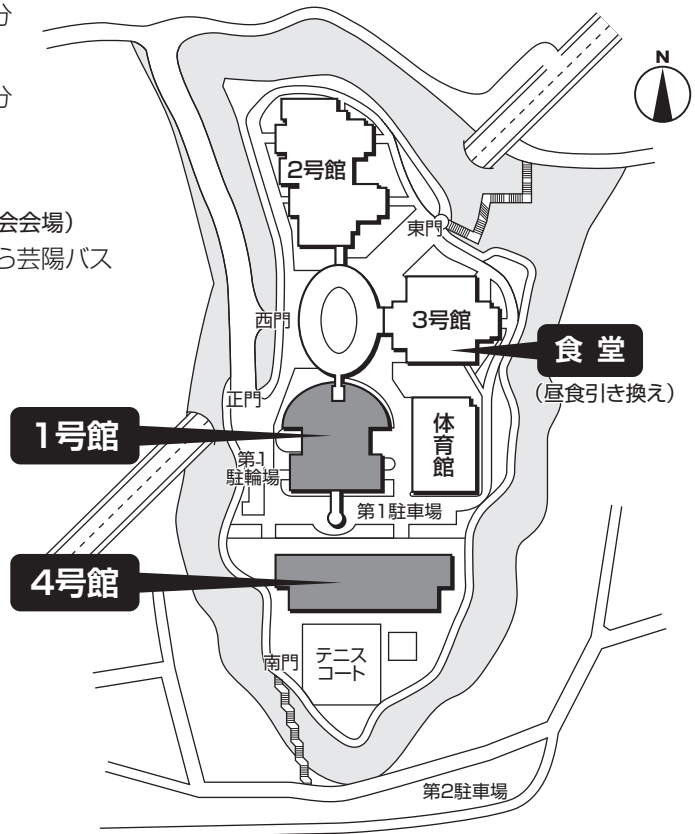 分
分
会会場）
ら芸陽バス
N
2号館
東門
西門
3号館
食堂
（昼食引き換え）
正門
1号館
体育館
第1
駐輪場
第1駐車場
4号館
南門
テニス
コート
第2駐車場